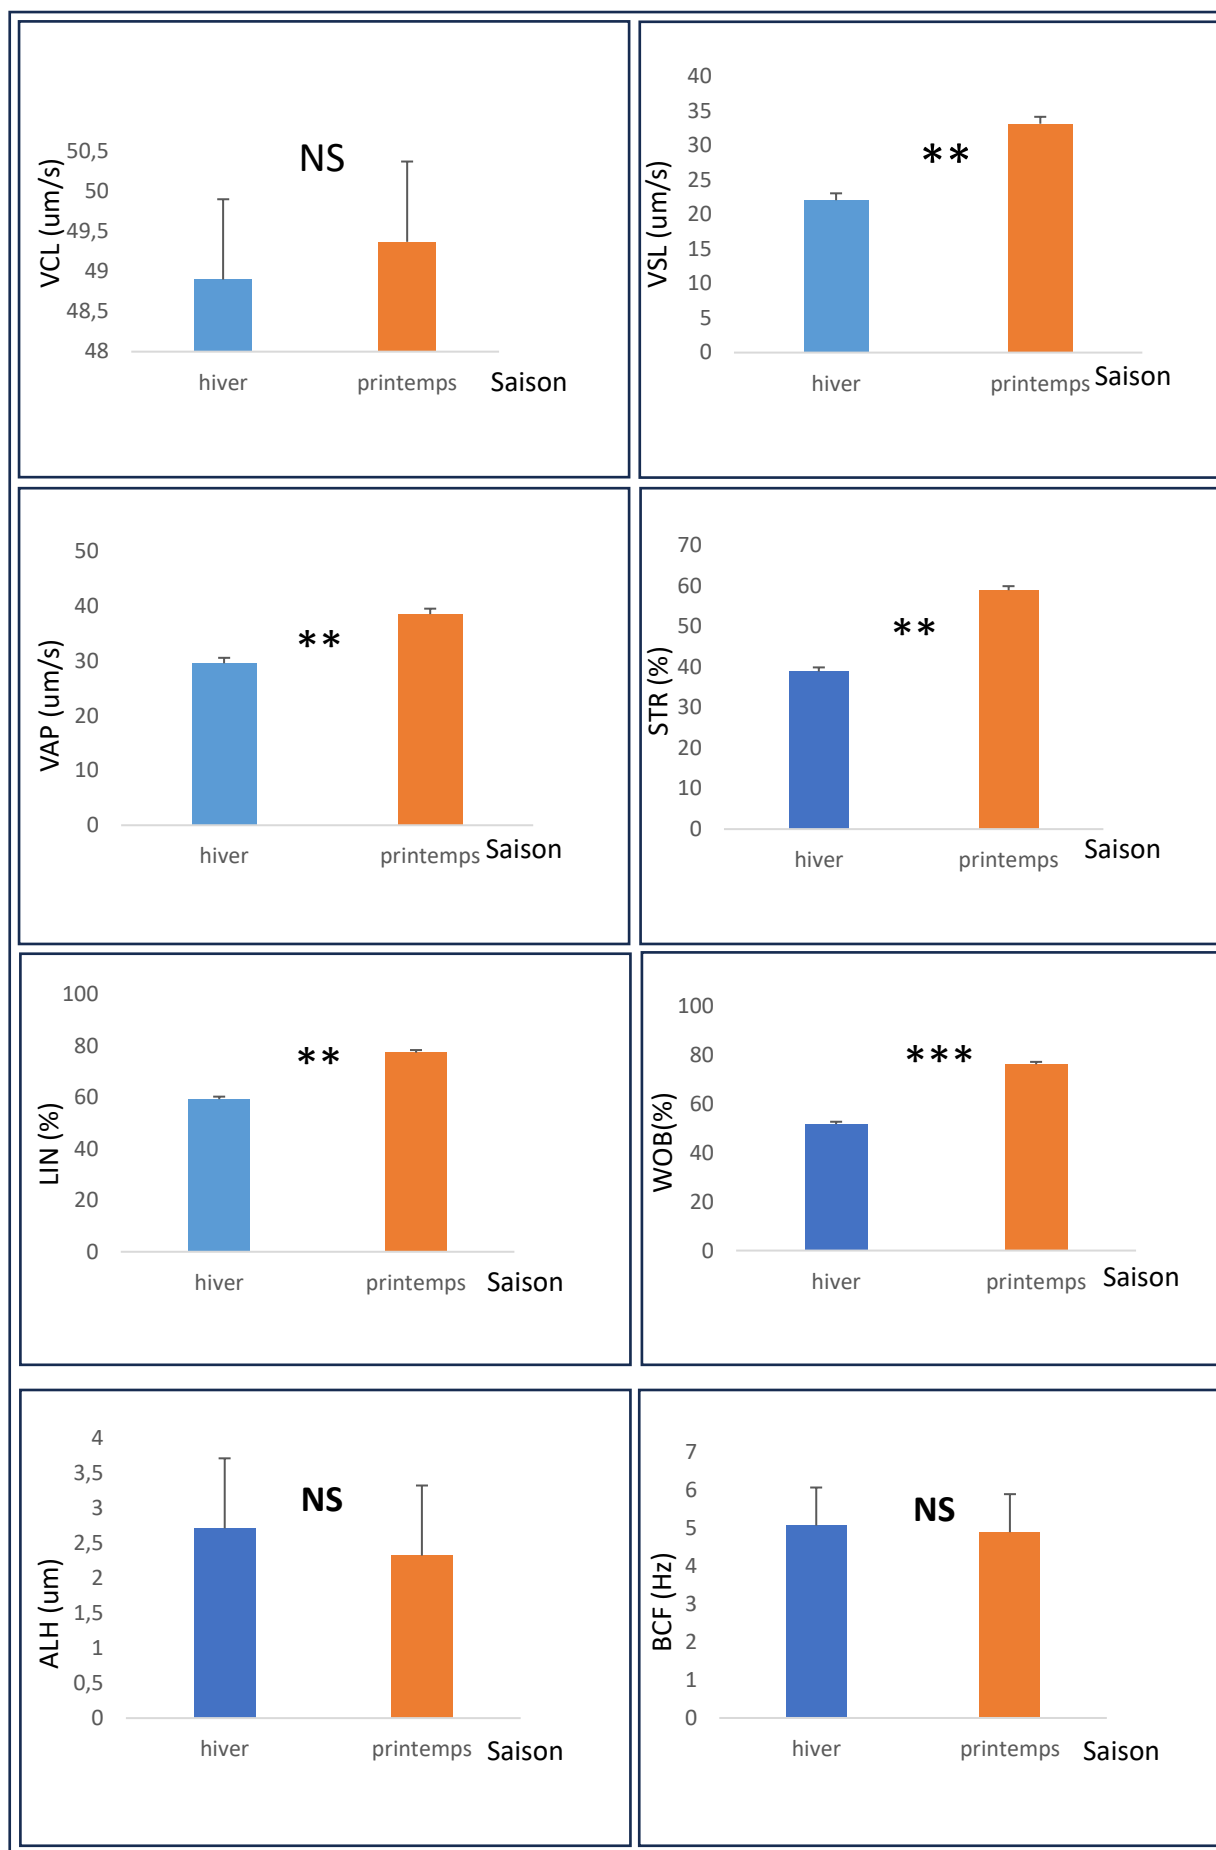 VCL (um/s)
50,5
50
49,5
49
48,5
48
NS
hiver
printemps
Saison
VSL (um/s)
40
35
30
25
20
15
10
5
0
**
hiver
printemps
Saison
VAP (um/s)
50
40
30
20
10
0
**
hiver
printemps
Saison
STR (%)
70
60
50
40
30
20
10
0
**
hiver
printemps
Saison
LIN (%)
100
80
60
40
20
0
**
hiver
printemps
Saison
WOB(%)
100
80
60
40
20
0
***
hiver
printemps
Saison
ALH (um)
4
3,5
3
2,5
2
1,5
1
0,5
0
NS
hiver
printemps
Saison
BCF (Hz)
7
6
5
4
3
2
1
0
NS
hiver
printemps
Saison